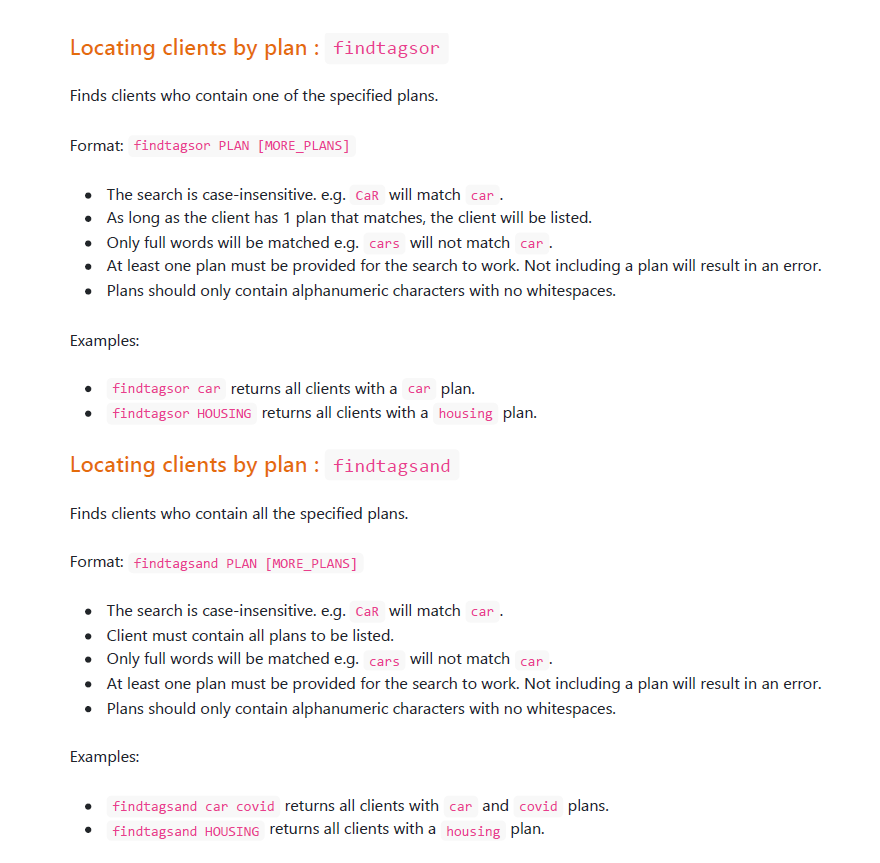 Locating clients by plan : findtagsor
Finds clients who contain one of the specified plans.
Format: findtagsor PLAN [MORE_PLANS]
• The search is case-insensitive. e.g. CaR will match car .
• As long as the client has 1 plan that matches, the client will be listed.
• Only full words will be matched e.g. cars will not match car .
• At least one plan must be provided for the search to work. Not including a plan will result in an error.
• Plans should only contain alphanumeric characters with no whitespaces.
Examples:
• findtagsor car returns all clients with a car plan.
• findtagsor HOUSING returns all clients with a housing plan.
Locating clients by plan : findtagsand
Finds clients who contain all the specified plans.
Format: findtagsand PLAN [MORE_PLANS]
• The search is case-insensitive. e.g. CaR will match car .
• Client must contain all plans to be listed.
• Only full words will be matched e.g. cars will not match car .
• At least one plan must be provided for the search to work. Not including a plan will result in an error.
• Plans should only contain alphanumeric characters with no whitespaces.
Examples:
• findtagsand car covid returns all clients with car and covid plans.
• findtagsand HOUSING returns all clients with a housing plan.